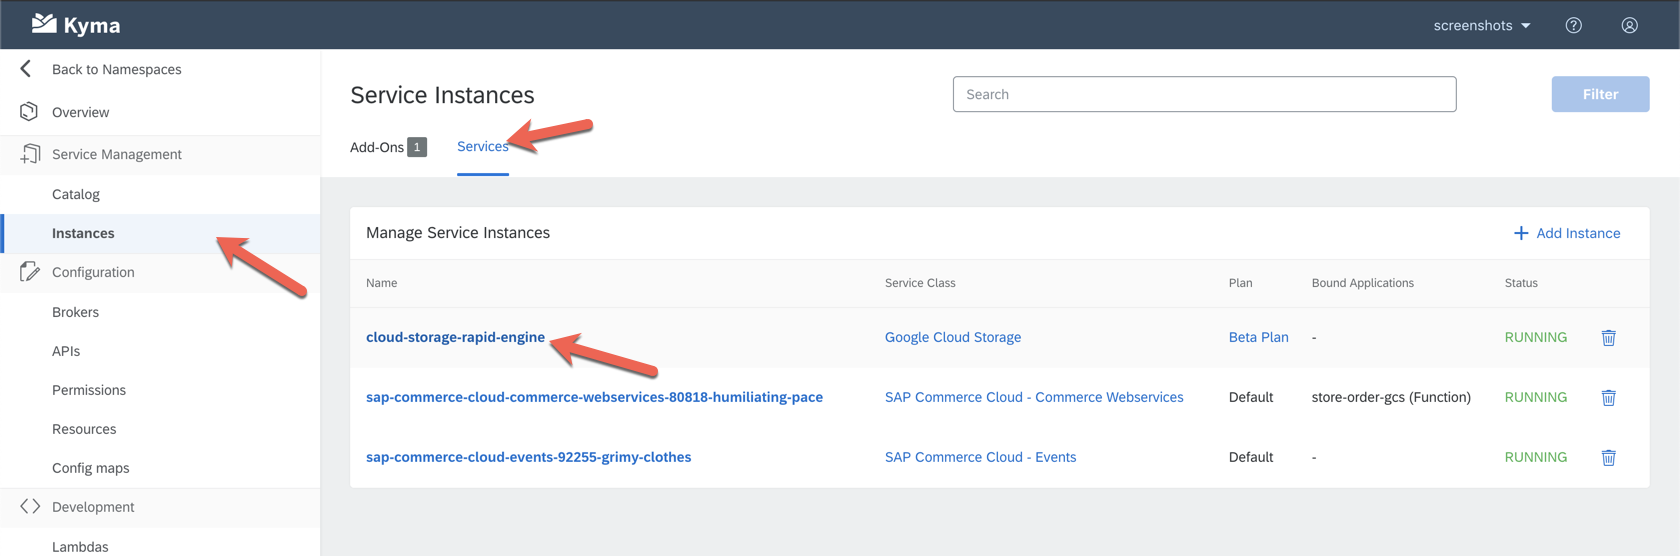 Kyma
screenshots
Back to Namespaces
Overview
Service Management
Catalog
Instances
Configuration
Brokers
APIs
Permissions
Resources
Config maps
Development
Lambdas
Service Instances
Search
Filter
Add-Ons 1 Services
Manage Service Instances
Add Instance
Name Service Class Plan Bound Applications Status
cloud-storage-rapid-engine Google Cloud Storage Beta Plan - RUNNING
sap-commerce-cloud-commerce-webservices-80818-humiliating-pace SAP Commerce Cloud - Commerce Webservices Default store-order-gcs (Function) RUNNING
sap-commerce-cloud-events-92255-grimy-clothes SAP Commerce Cloud - Events Default - RUNNING